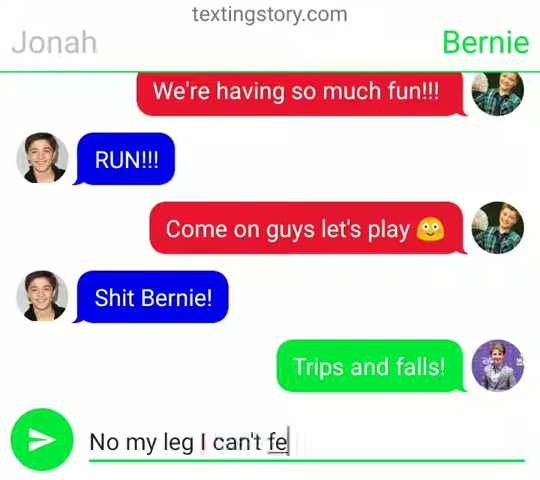 textingstory.com
Jonah
Bernie
We're having so much fun!!!
RUN!!!
Come on guys let's play 🙂
Shit Bernie!
Trips and falls!
No my leg I can't fe